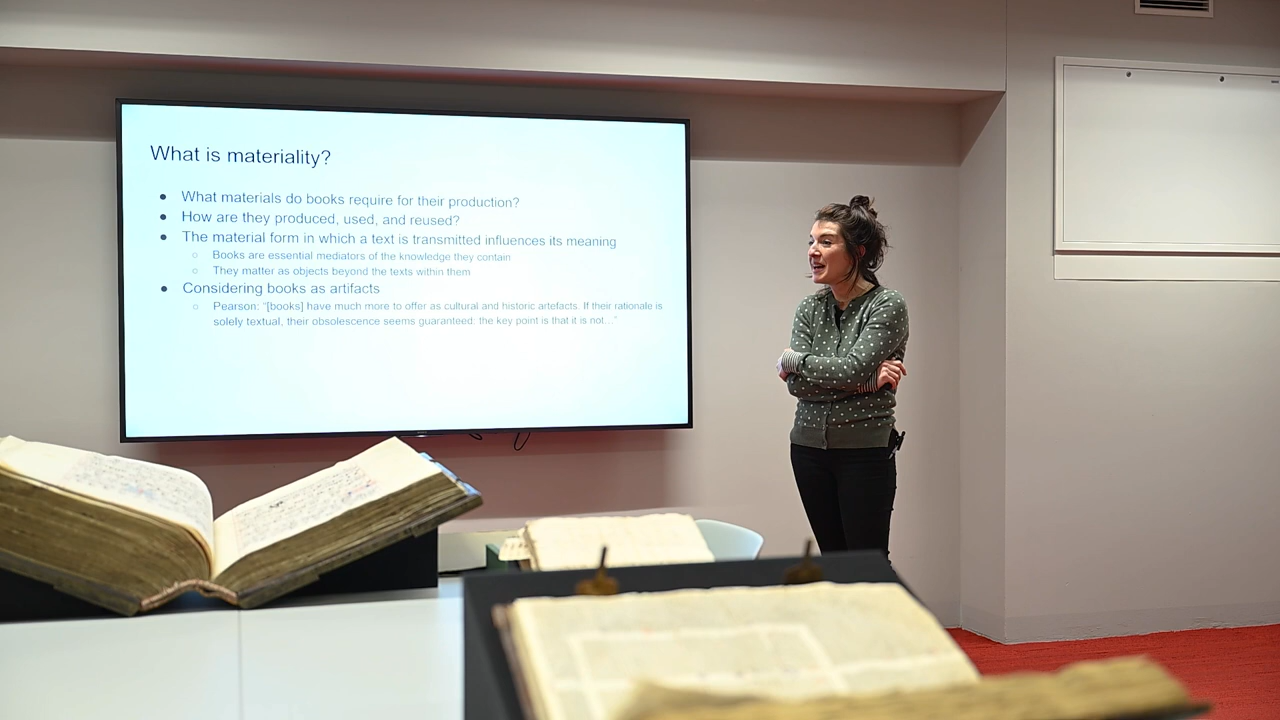 What is materiality?
● What materials do books require for their production?
● How are they produced, used, and reused?
● The material form in which a text is transmitted influences its meaning
○ Books are essential mediators of the knowledge they contain
○ They matter as objects beyond the texts within them
● Considering books as artifacts
○ Pearson: "[books] have much more to offer as cultural and historic artefacts. If their rationale is
solely textual, their obsolescence seems guaranteed: the key point is that it is not…"